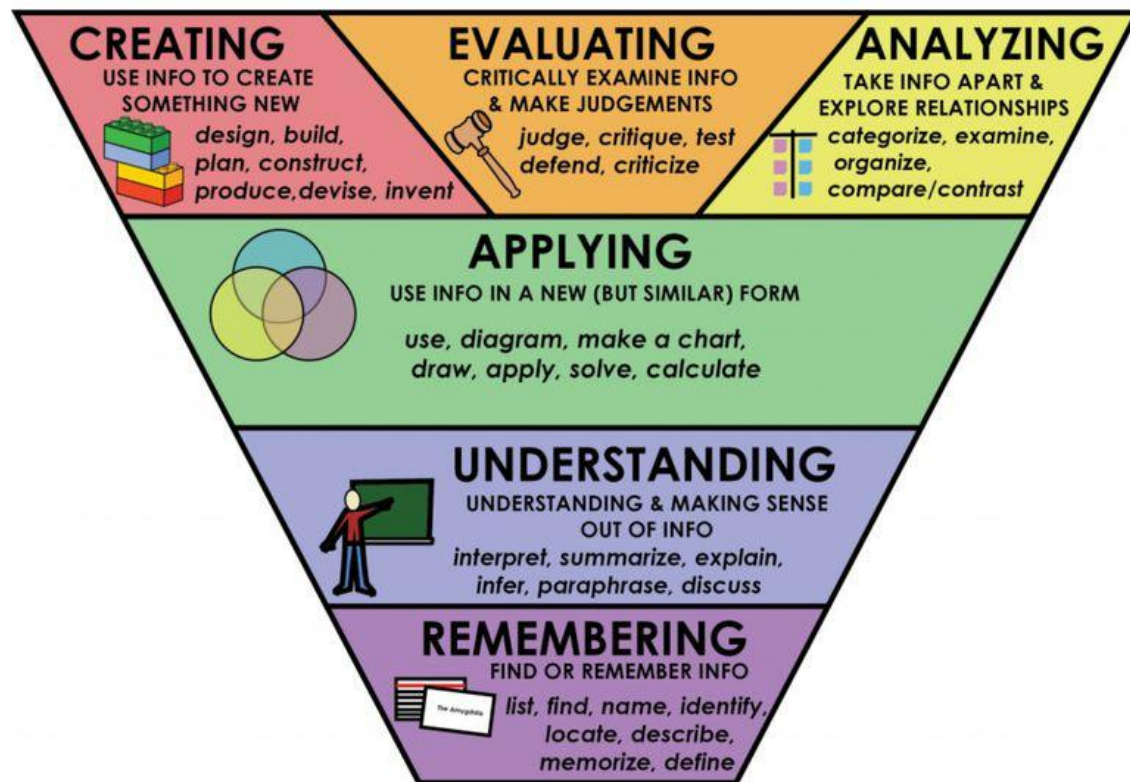 CREATING
USE INFO TO CREATE
SOMETHING NEW
design, build,
plan, construct,
produce,devise, invent
EVALUATING
CRITICALLY EXAMINE INFO
& MAKE JUDGEMENTS
judge, critique, test
defend, criticize
ANALYZING
TAKE INFO APART &
EXPLORE RELATIONSHIPS
categorize, examine,
organize,
compare/contrast
APPLYING
USE INFO IN A NEW (BUT SIMILAR) FORM
use, diagram, make a chart,
draw, apply, solve, calculate
UNDERSTANDING
UNDERSTANDING & MAKING SENSE
OUT OF INFO
interpret, summarize, explain,
infer, paraphrase, discuss
REMEMBERING
FIND OR REMEMBER INFO
The Amygdala
list, find, name, identify,
locate, describe,
memorize, define